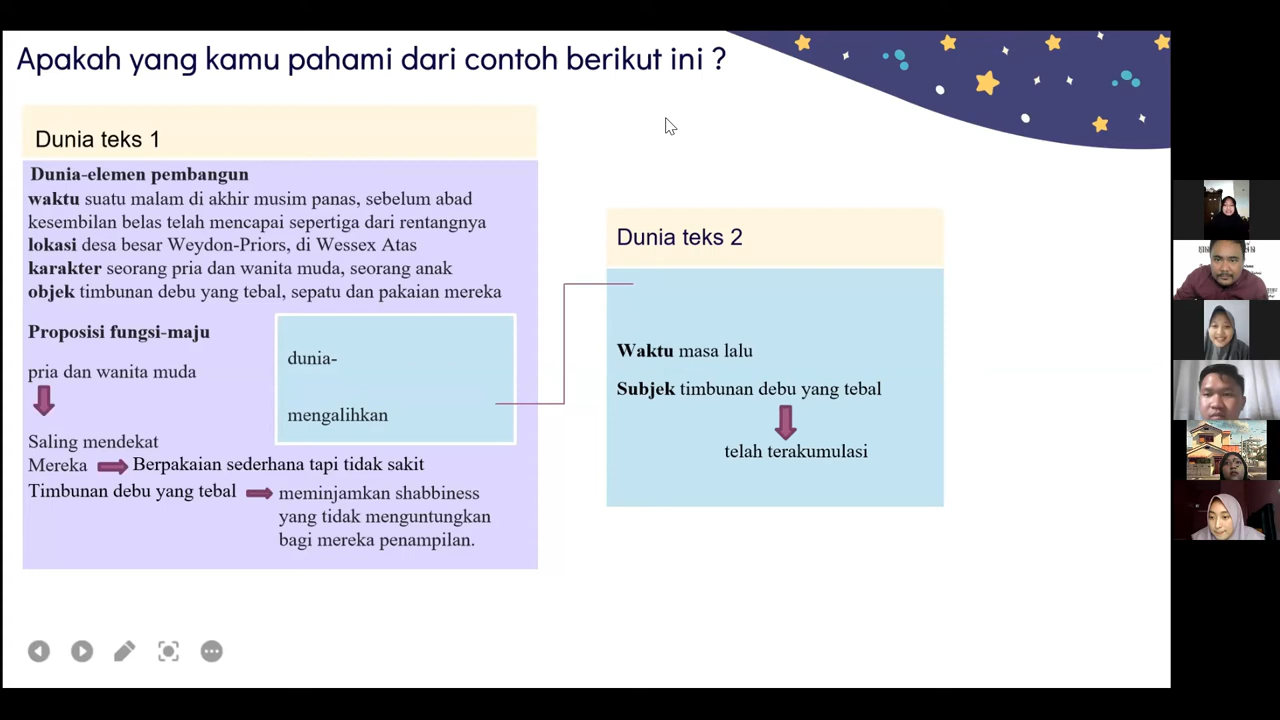 Apakah yang kamu pahami dari contoh berikut ini ?
Dunia teks 1
Dunia-elemen pembangun
waktu suatu malam di akhir musim panas, sebelum abad
kesembilan belas telah mencapai sepertiga dari rentangnya
lokasi desa besar Weydon-Priors, di Wessex Atas
karakter seorang pria dan wanita muda, seorang anak
objek timbunan debu yang tebal, sepatu dan pakaian mereka
Proposisi fungsi-maju
pria dan wanita muda
Saling mendekat
Mereka Berpakaian sederhana tapi tidak sakit
Timbunan debu yang tebal meminjamkan shabbiness
yang tidak menguntungkan
bagi mereka penampilan.
dunia-
mengalihkan
Dunia teks 2
Waktu masa lalu
Subjek timbunan debu yang tebal
telah terakumulasi